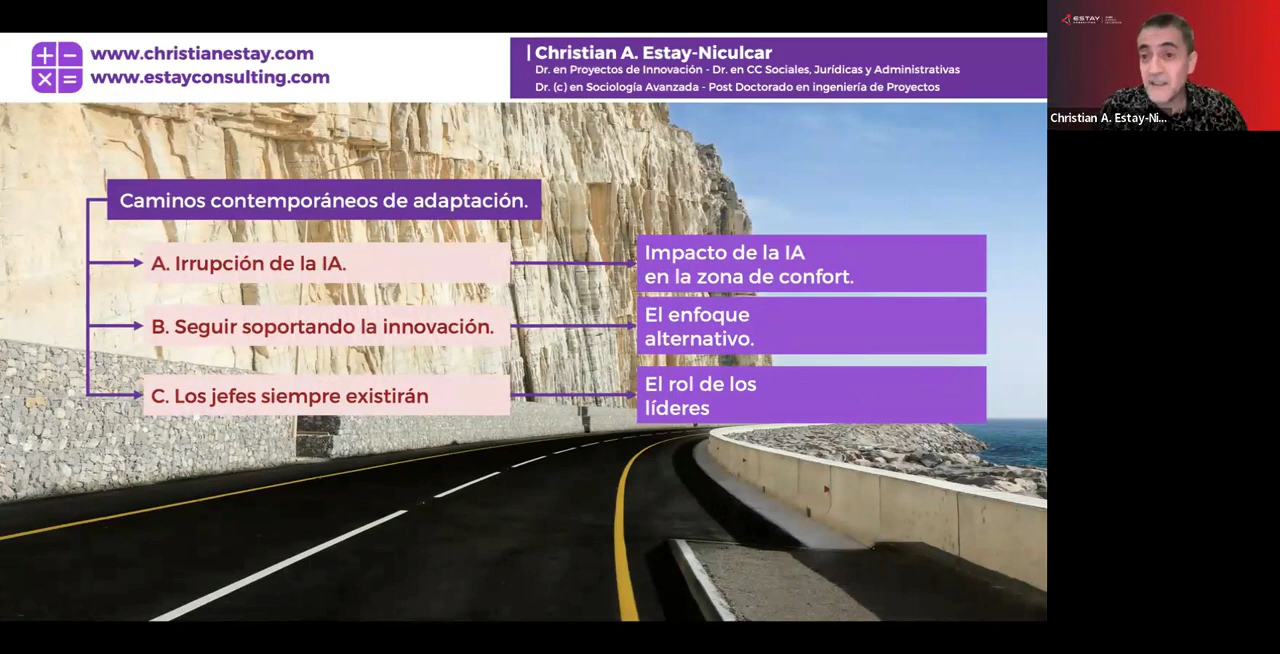 www.christianestay.com
www.estayconsulting.com
| Christian A. Estay-Niculcar
Dr. en Proyectos de Innovación - Dr. en CC Sociales, Jurídicas y Administrativas
Dr. (c) en Sociología Avanzada - Post Doctorado en ingeniería de Proyectos
ESTAY
Christian A. Estay-Ni...
Caminos contemporáneos de adaptación.
A. Irrupción de la IA.
Impacto de la IA
en la zona de confort.
B. Seguir soportando la innovación.
El enfoque
alternativo.
C. Los jefes siempre existirán
El rol de los
líderes